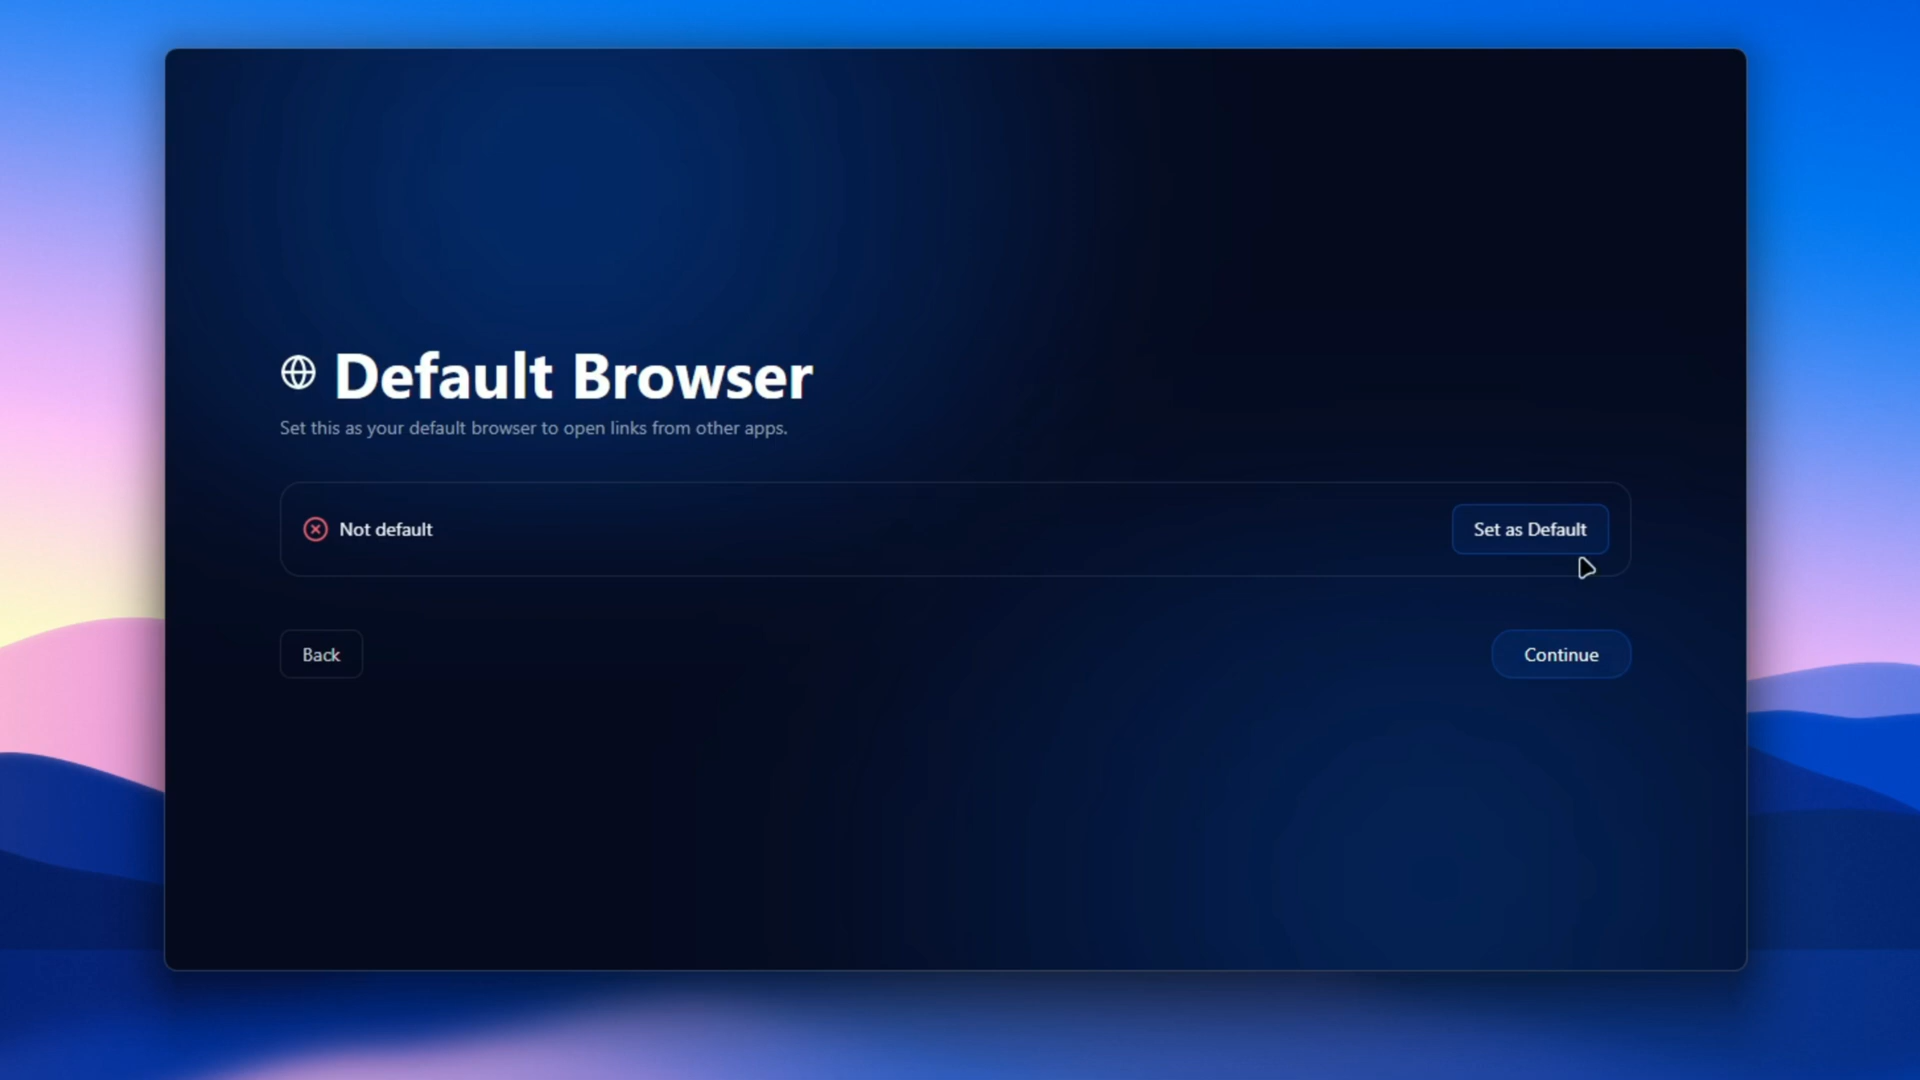 Default Browser
Set this as your default browser to open links from other apps.
Not default
Set as Default
Back
Continue